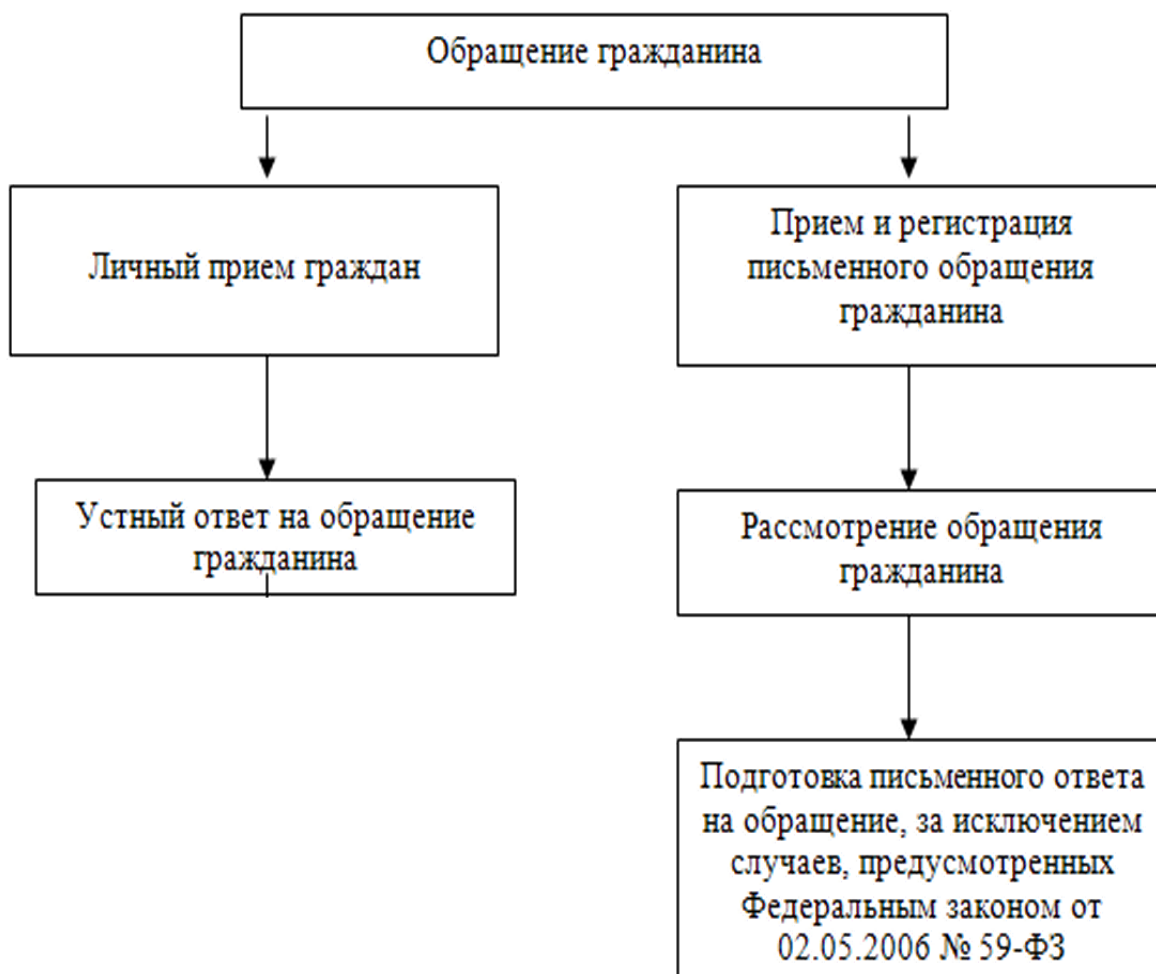 Обращение гражданина
Личный прием граждан
Устный ответ на обращение
гражданина
Прием и регистрация
письменного обращения
гражданина
Рассмотрение обращения
гражданина
Подготовка письменного ответа
на обращение, за исключением
случаев, предусмотренных
Федеральным законом от
02.05.2006 № 59-ФЗ